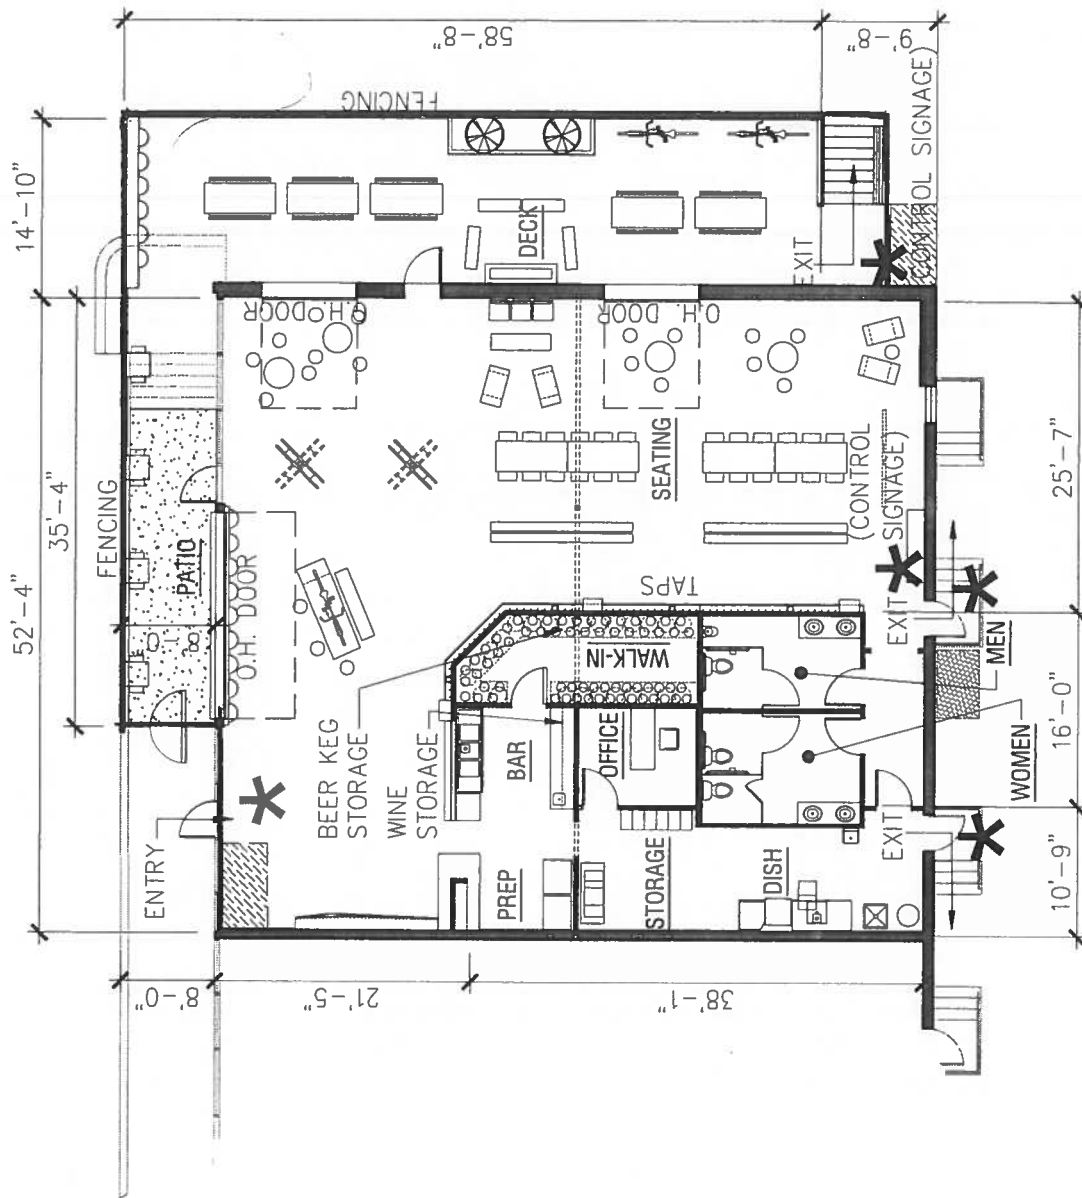 58'-8"
9'-8"
14'-10"
FENCING
(CONTROL SIGNAGE)
DECK
EXIT
52'-4"
35'-4"
O.H. DOOR
O.H. DOOR
FENCING
PATIO
O.H. DOOR
SEATING
(CONTROL
SIGNAGE)
25'-7"
TAPS
EXIT
WALK-IN
MEN
BEER KEG
STORAGE
WINE
STORAGE
BAR
OFFICE
16'-0"
WOMEN
ENTRY
PREP
STORAGE
DISH
EXIT
10'-9"
8'-0"
21'-5"
38'-1"